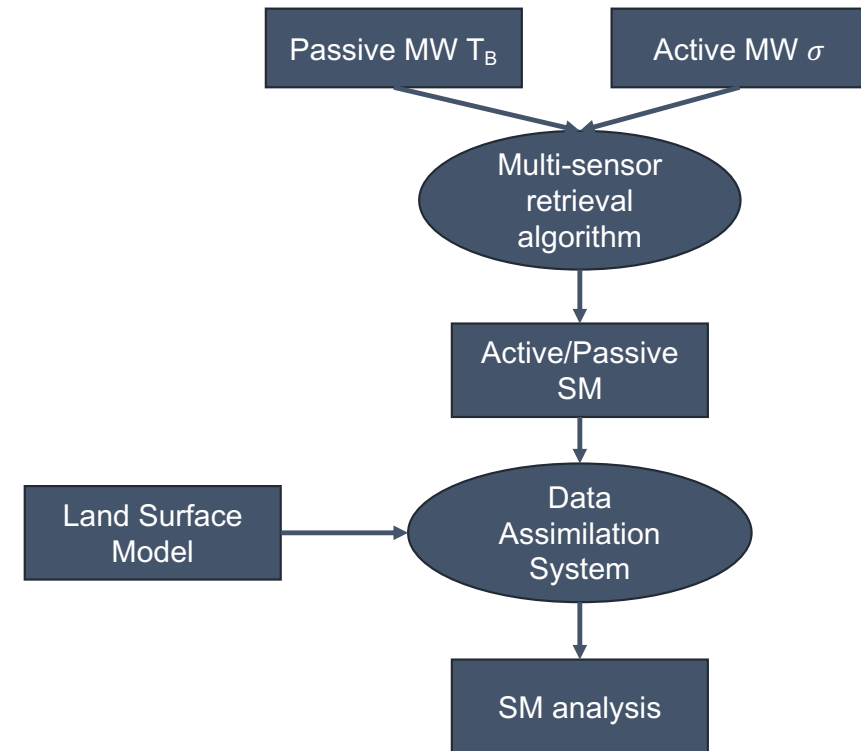 Passive MW T_B
Active MW σ
Multi-sensor
retrieval
algorithm
Active/Passive
SM
Land Surface
Model
Data
Assimilation
System
SM analysis